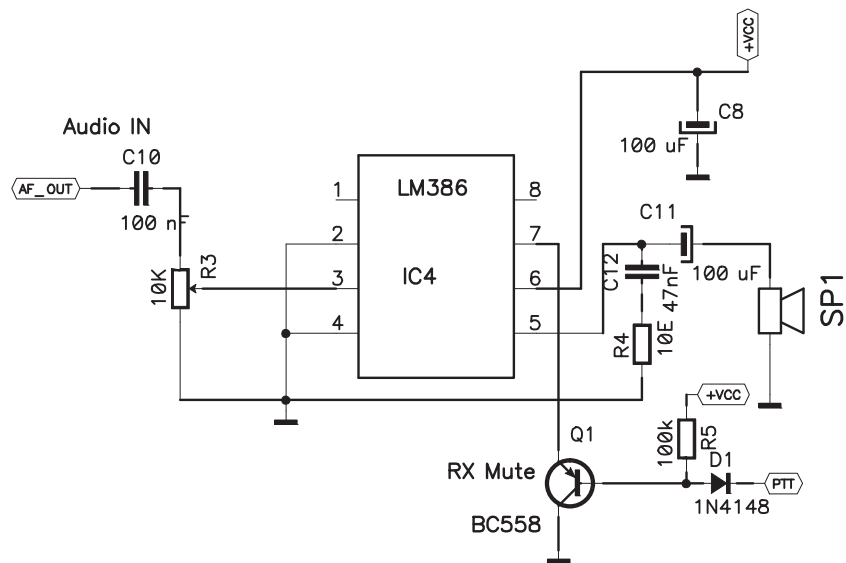 +VCC
C8
100 uF
Audio IN
C10
AF_OUT
100 nF
R3
10K
LM386
IC4
1
2
3
4
8
7
6
5
C11
100 uF
C12
47nF
R4
10E
SP1
+VCC
100k
R5
D1
PTT
1N4148
Q1
RX Mute
BC558